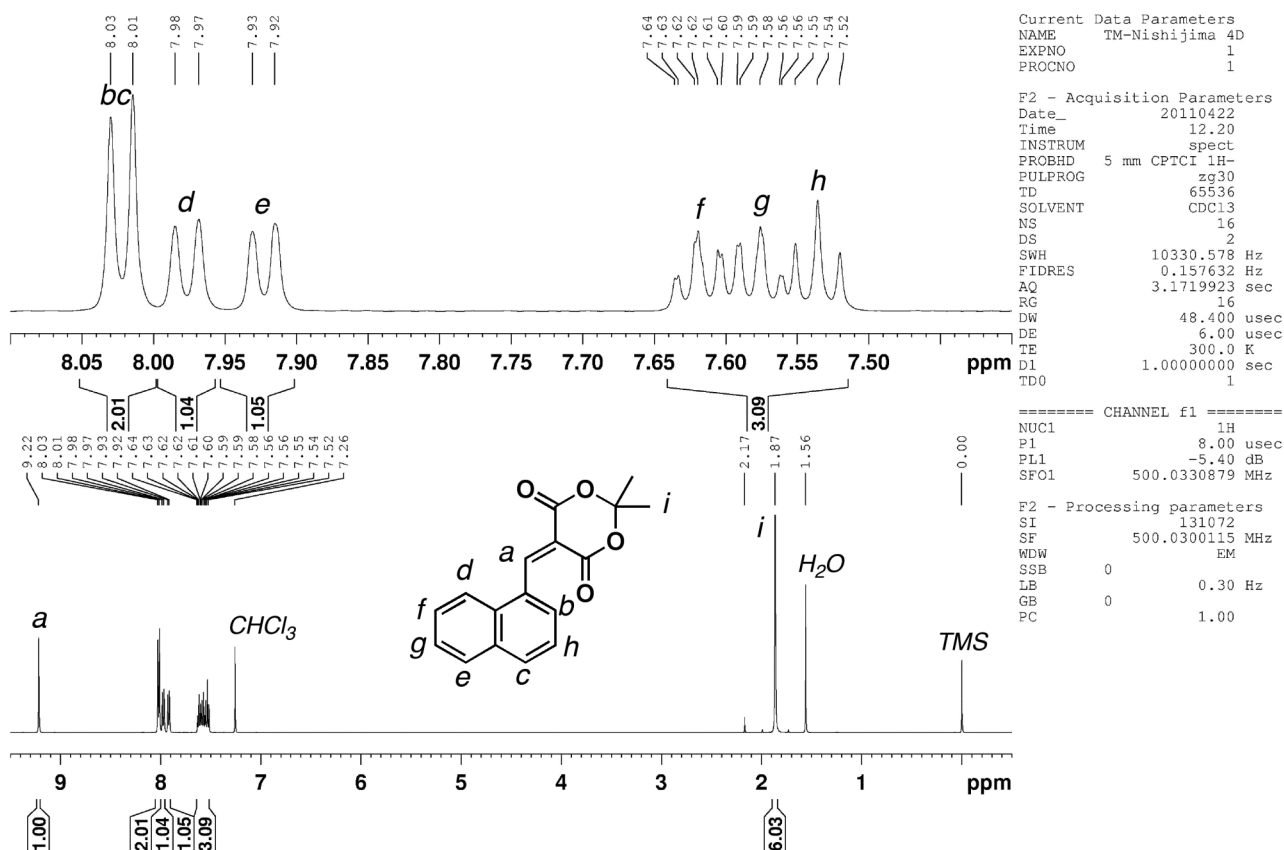 8.03
8.01
7.98
7.97
7.93
7.92
7.64
7.63
7.62
7.62
7.61
7.60
7.59
7.59
7.58
7.56
7.56
7.55
7.54
7.52
bc
d
e
f
g
h
8.05 8.00 7.95 7.90 7.85 7.80 7.75 7.70 7.65 7.60 7.55 7.50 ppm
2.01
1.04
1.05
3.09
9.22
8.03
8.01
7.98
7.97
7.93
7.92
7.64
7.63
7.62
7.62
7.61
7.60
7.59
7.59
7.58
7.56
7.56
7.55
7.54
7.52
7.26
2.17
1.87
1.56
0.00
O
O
i
O
O
a
d
f
b
g
h
e
c
a
CHCl3
i
H2O
TMS
9 8 7 6 5 4 3 2 1 ppm
1.00
2.01
1.04
1.05
3.09
6.03
Current Data Parameters
NAME TM-Nishijima 4D
EXPNO 1
PROCNO 1
F2 - Acquisition Parameters
Date_ 20110422
Time 12.20
INSTRUM spect
PROBHD 5 mm CPTCI 1H-
PULPROG zg30
TD 65536
SOLVENT CDCl3
NS 16
DS 2
SWH 10330.578 Hz
FIDRES 0.157632 Hz
AQ 3.1719923 sec
RG 16
DW 48.400 usec
DE 6.00 usec
TE 300.0 K
D1 1.00000000 sec
TD0 1
======== CHANNEL f1 ========
NUC1 1H
P1 8.00 usec
PL1 -5.40 dB
SFO1 500.0330879 MHz
F2 - Processing parameters
SI 131072
SF 500.0300115 MHz
WDW EM
SSB 0
LB 0.30 Hz
GB 0
PC 1.00